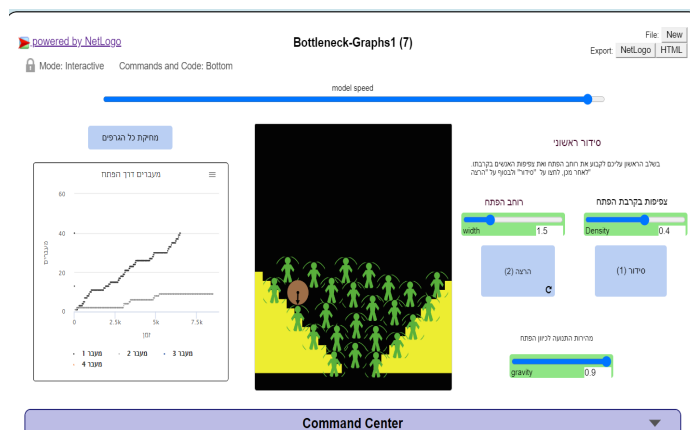 powered by NetLogo
Bottleneck-Graphs1 (7)
File: New
Export: NetLogo HTML
Mode: Interactive Commands and Code: Bottom
model speed
מחיקת כל הגרפים
מעברים דרך הפתח
60
40
20
0
מעברים
0 2.5k 5k 7.5k
זמן
מעבר 1 מעבר 2 מעבר 3
מעבר 4
סידור ראשוני
בשלב הראשון עליכם לקבוע את רוחב הפתח ואת צפיפות האנשים בקרבתו.
לאחר מכן, לחצו על "סידור" ולבסוף על "הרצה"
רוחב הפתח
צפיפות בקרבת הפתח
width 1.5
Density 0.4
הרצה (2)
סידור (1)
מהירות התנועה לכיוון הפתח
gravity 0.9
Command Center